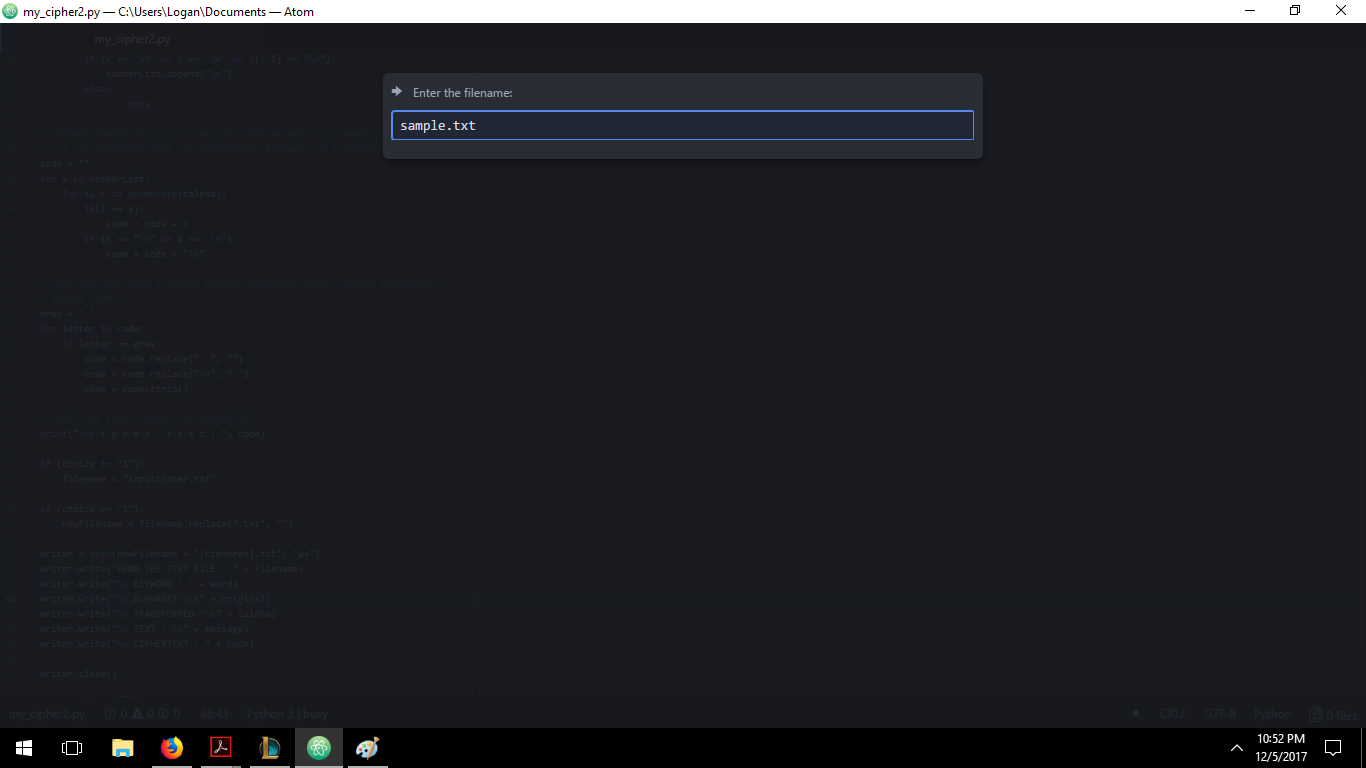 my_cipher2.py — C:\Users\Logan\Documents — Atom
my_cipher2.py
Enter the filename:
sample.txt
if (c == "\n" or c == '\n' or c[:-1] == "\n"):
numberList.append("\n")
else:
pass
code = ""
for x in numberList:
for i, c in enumerate(talpha):
if(i == x):
code = code + c
if (x == "\n" or x == '\n'):
code = code + "\n"
prev = " "
for letter in code:
if letter == prev:
code = code.replace("  ", "")
code = code.replace("\n", " ")
code = code.strip()
print("\nc i p h e r - t e x t : ", code)
if (choice != "1"):
filename = "inputcipher.txt"
if (choice == "1"):
newFilename = filename.replace(".txt", "")
writer = open(newFilename + "[ciphered].txt", "w+")
writer.write("FROM THE TEXT FILE : " + filename)
writer.write("\n KEYWORD : " + word)
writer.write("\n ALPHABET :\t" + original)
writer.write("\n TRANSFORMED :\t" + talpha)
writer.write("\n TEXT : \n" + message)
writer.write("\n CIPHERTEXT : " + code)
writer.close()
my_cipher2.py 0 0 0 86:43 Python 3 | busy CRLF UTF-8 Python 0 files
10:52 PM
12/5/2017